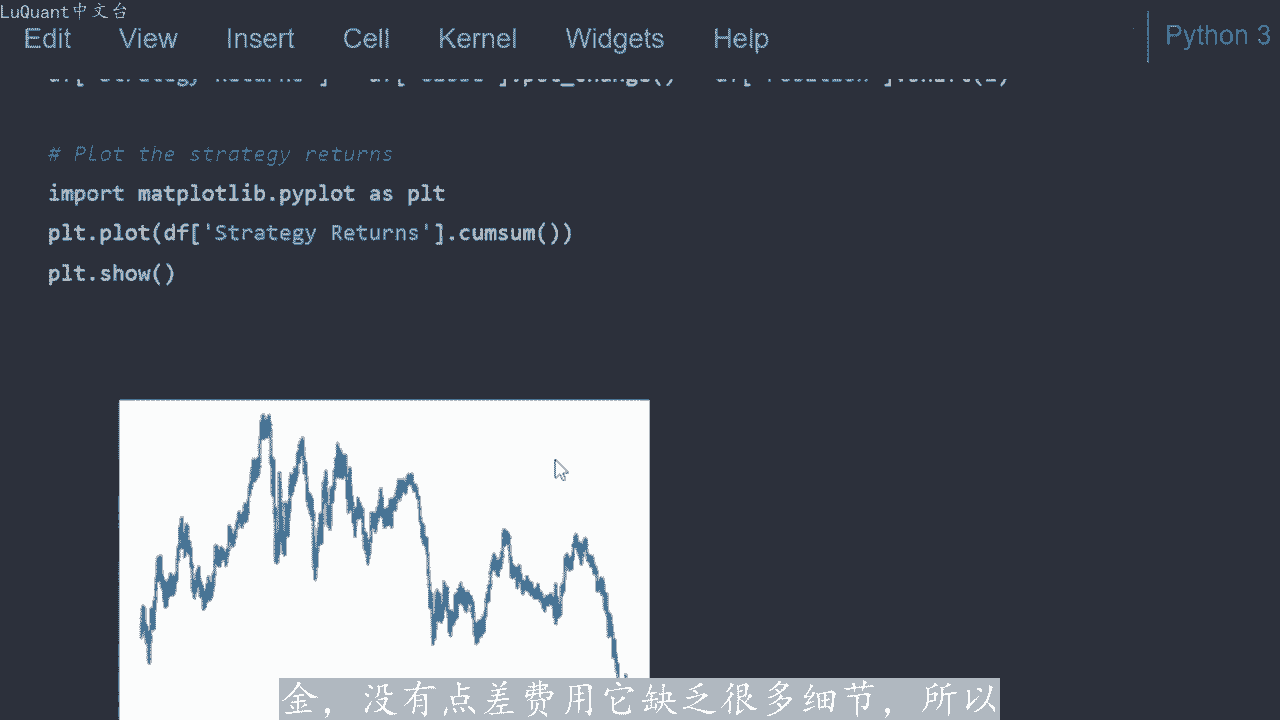 LuQuant中文台
Edit View Insert Cell Kernel Widgets Help Python 3
# Plot the strategy returns
import matplotlib.pyplot as plt
plt.plot(df['Strategy Returns'].cumsum())
plt.show()
金，没有点差费用它缺乏很多细节，所以